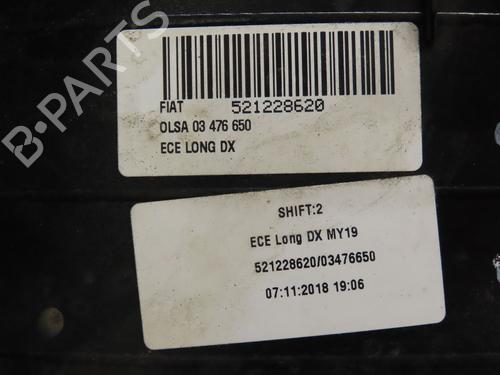 FIAT 521228620
OLSA 03 476 650
ECE LONG DX
SHIFT:2
ECE Long DX MY19
521228620/03476650
07:11:2018 19:06
B-PARTS